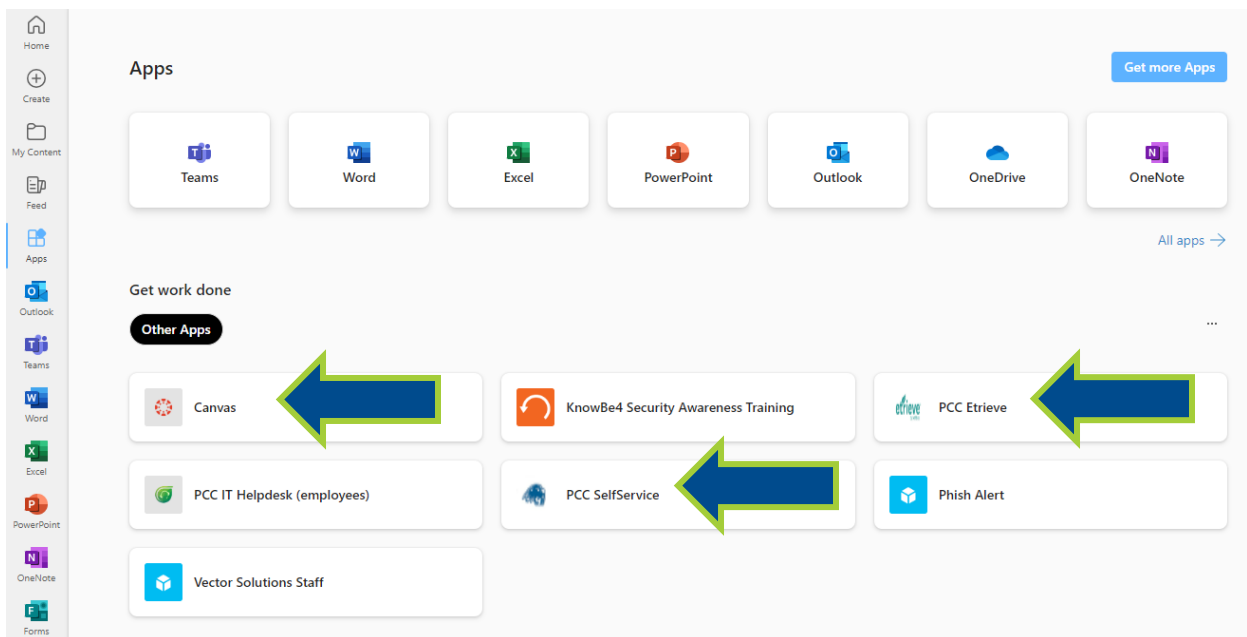 Home
Create
My Content
Feed
Apps
Outlook
Teams
Word
Excel
PowerPoint
OneNote
Forms
Apps
Get more Apps
Teams
Word
Excel
PowerPoint
Outlook
OneDrive
OneNote
All apps
Get work done
Other Apps
...
Canvas
KnowBe4 Security Awareness Training
etrieve
PCC Etrieve
PCC IT Helpdesk (employees)
PCC SelfService
Phish Alert
Vector Solutions Staff